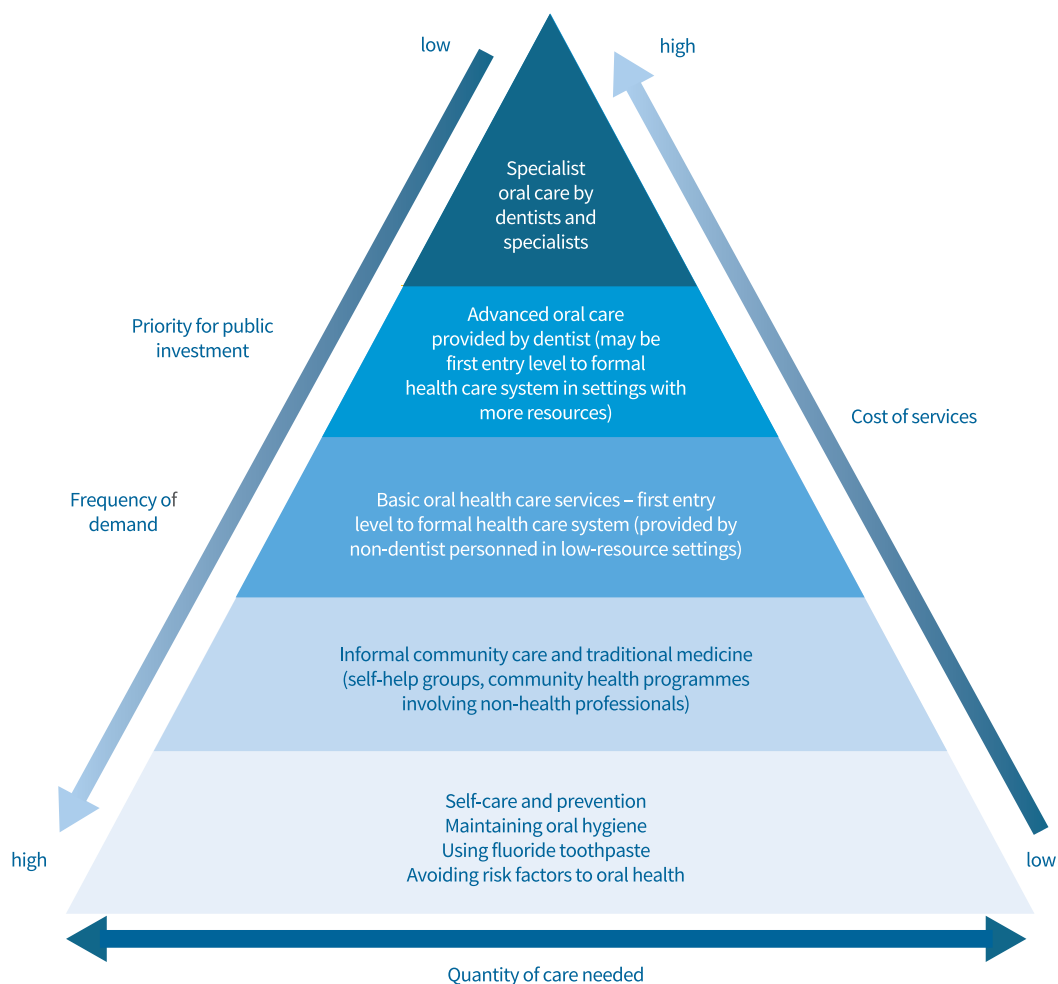 low
high
Specialist
oral care by
dentists and
specialists
Advanced oral care
provided by dentist (may be
first entry level to formal
health care system in settings with
more resources)
Priority for public
investment
Cost of services
Frequency of
demand
Basic oral health care services – first entry
level to formal health care system (provided by
non-dentist personned in low-resource settings)
Informal community care and traditional medicine
(self-help groups, community health programmes
involving non-health professionals)
Self-care and prevention
Maintaining oral hygiene
Using fluoride toothpaste
Avoiding risk factors to oral health
high
low
Quantity of care needed